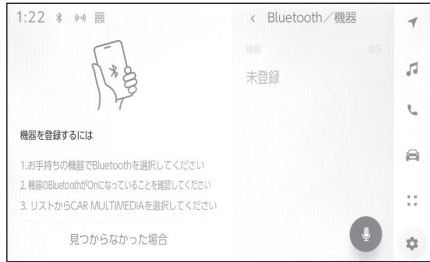 1:22
< Bluetooth／機器
機器 0/5
未登録
機器を登録するには
1.お手持ちの機器でBluetoothを選択してください
2. 機器のBluetoothがOnになっていることを確認してください
3. リストからCAR MULTIMEDIAを選択してください
見つからなかった場合